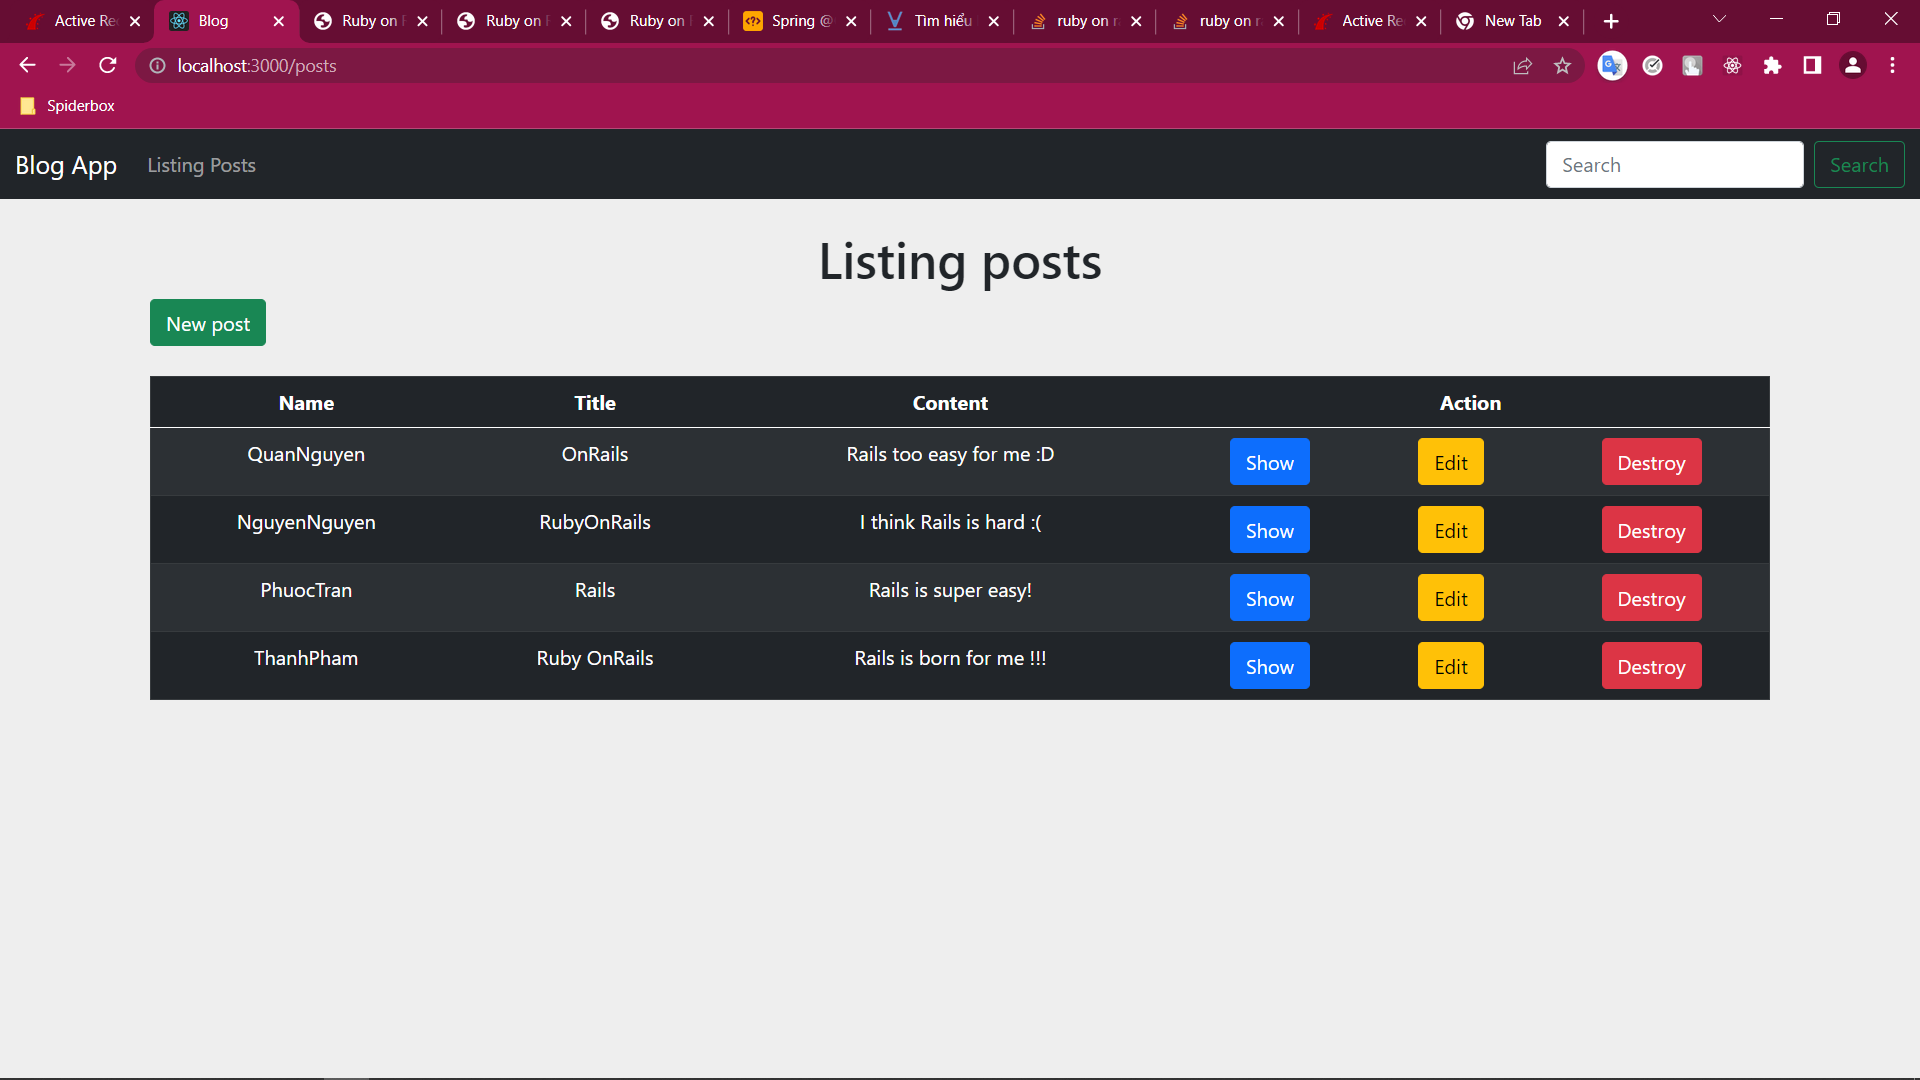 Active Re
Blog
Ruby on
Ruby on
Ruby on
Spring @
Tìm hiểu
ruby on
ruby on
Active Re
New Tab
localhost:3000/posts
Spiderbox
Blog App
Listing Posts
Search
Search
Listing posts
New post
Name Title Content Action
QuanNguyen OnRails Rails too easy for me :D Show Edit Destroy
NguyenNguyen RubyOnRails I think Rails is hard :( Show Edit Destroy
PhuocTran Rails Rails is super easy! Show Edit Destroy
ThanhPham Ruby OnRails Rails is born for me !!! Show Edit Destroy